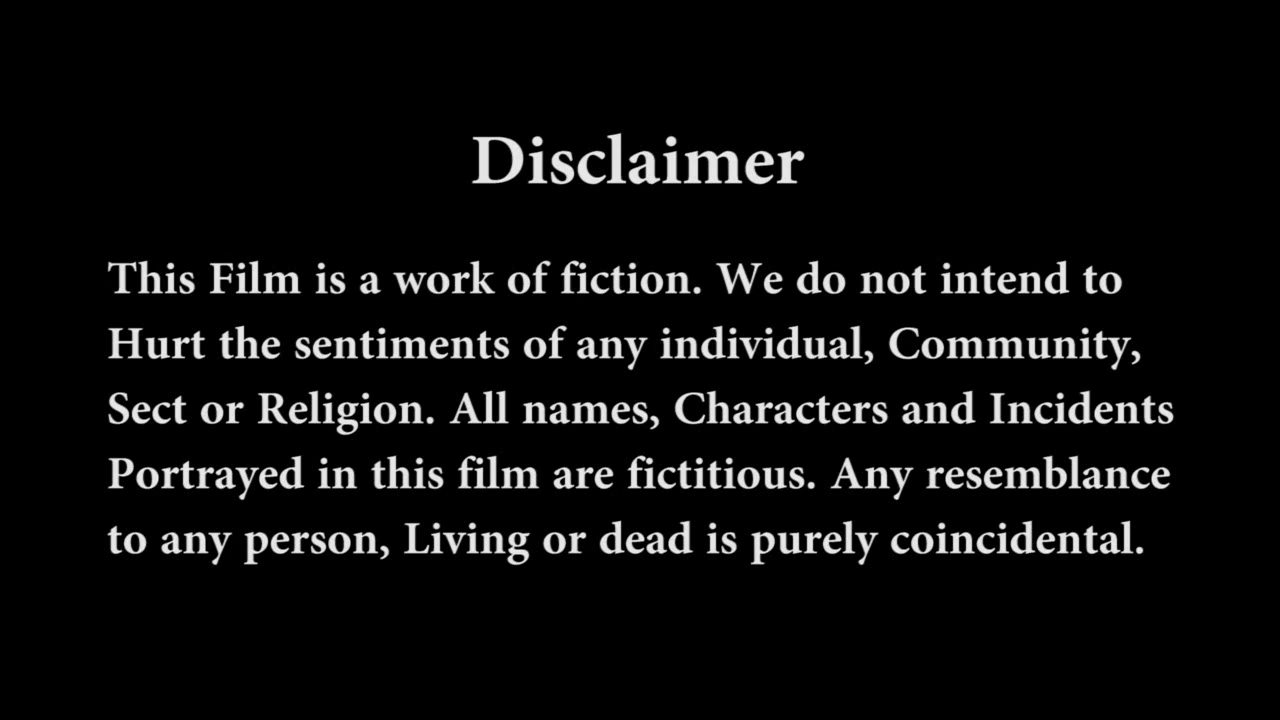 Disclaimer
This Film is a work of fiction. We do not intend to
Hurt the sentiments of any individual, Community,
Sect or Religion. All names, Characters and Incidents
Portrayed in this film are fictitious. Any resemblance
to any person, Living or dead is purely coincidental.